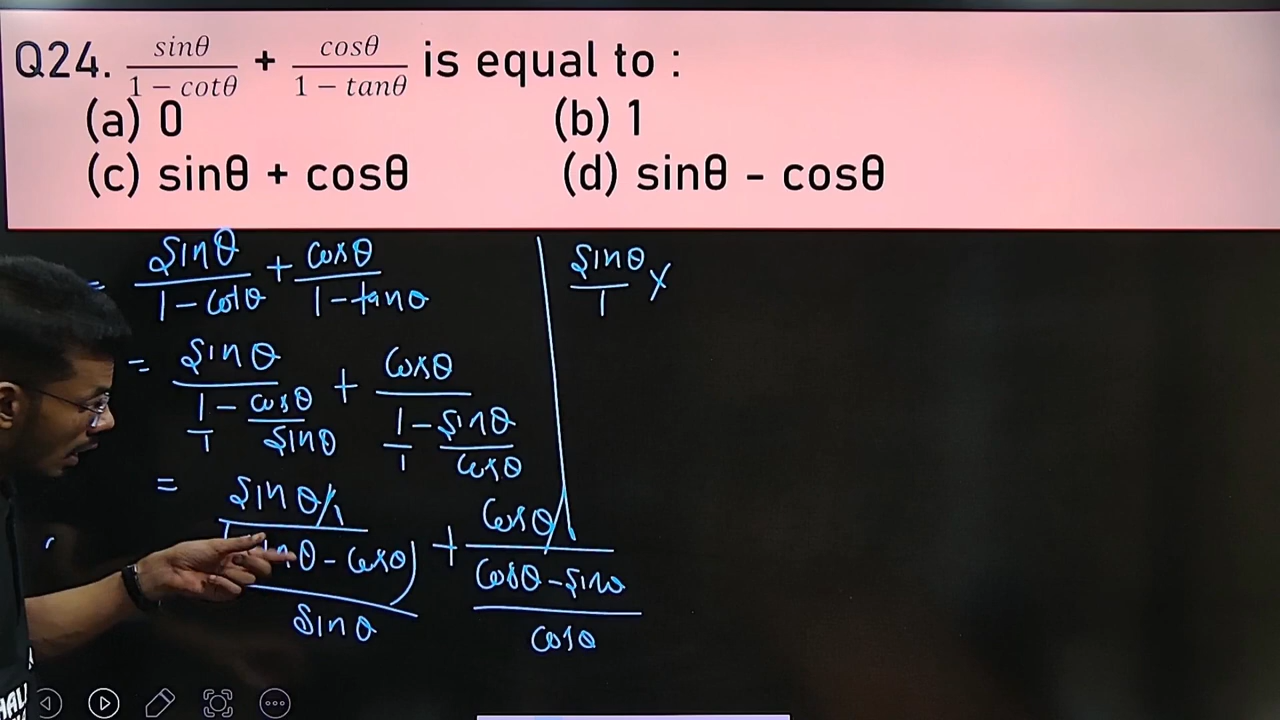 Q24. sinθ/(1 − cotθ) + cosθ/(1 − tanθ) is equal to :
(a) 0 (b) 1
(c) sinθ + cosθ (d) sinθ - cosθ
= sinθ/(1 − cotθ) + cosθ/(1 − tanθ)
= sinθ/(1/1 − cosθ/sinθ) + cosθ/(1/1 − sinθ/cosθ)
= (sinθ/1)/((sinθ − cosθ)/sinθ) + (cosθ/1)/((cosθ − sinθ)/cosθ)
sinθ/1 ×